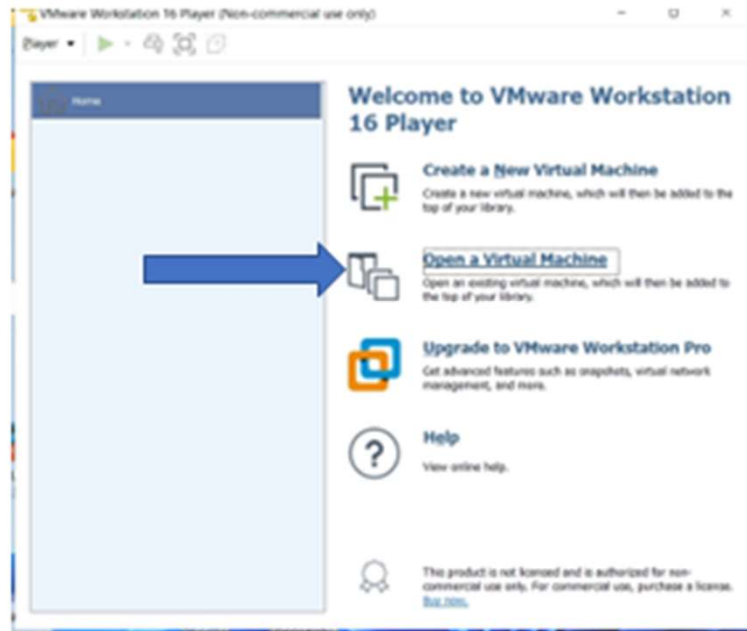 VMware Workstation 16 Player (Non-commercial use only)
Player
Home
Welcome to VMware Workstation
16 Player
Create a New Virtual Machine
Create a new virtual machine, which will then be added to the
top of your library.
Open a Virtual Machine
Open an existing virtual machine, which will then be added to
the top of your library.
Upgrade to VMware Workstation Pro
Get advanced features such as snapshots, virtual network
management, and more.
Help
View online help.
This product is not licensed and is authorized for non-
commercial use only. For commercial use, purchase a license.
Buy now.